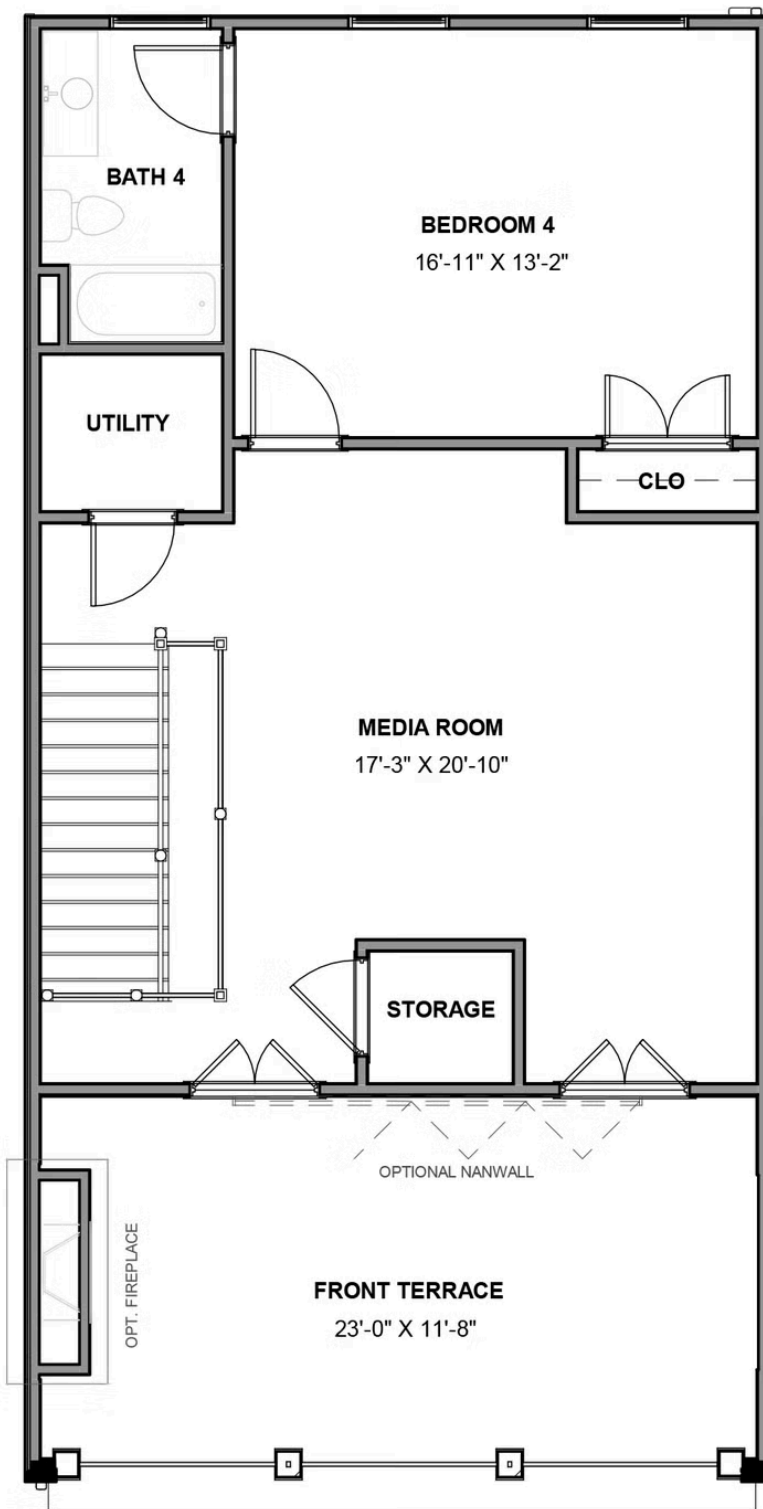 BATH 4
BEDROOM 4
16'-11" X 13'-2"
UTILITY
CLO
MEDIA ROOM
17'-3" X 20'-10"
STORAGE
OPTIONAL NANWALL
OPT. FIREPLACE
FRONT TERRACE
23'-0" X 11'-8"